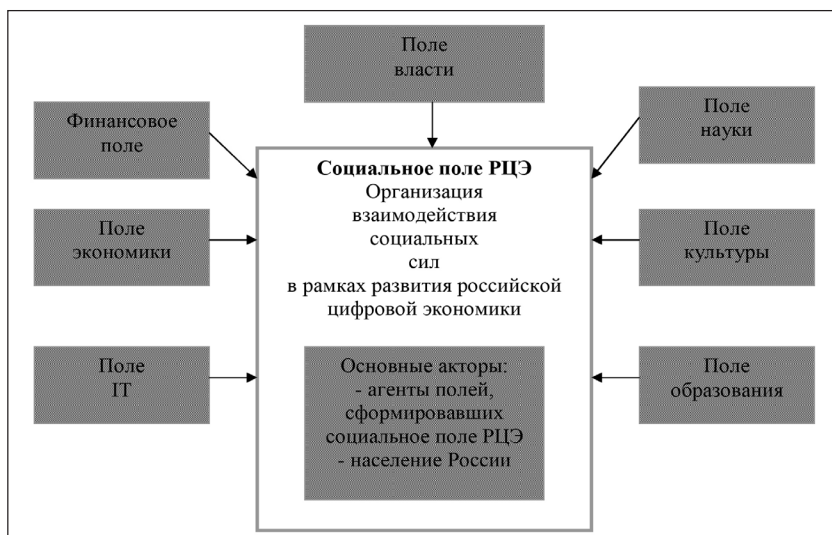 Поле
власти
Финансовое
поле
Поле
науки
Социальное поле РЦЭ
Организация
взаимодействия
социальных
сил
в рамках развития российской
цифровой экономики
Поле
экономики
Поле
культуры
Поле
IT
Основные акторы:
- агенты полей,
сформировавших
социальное поле РЦЭ
- население России
Поле
образования